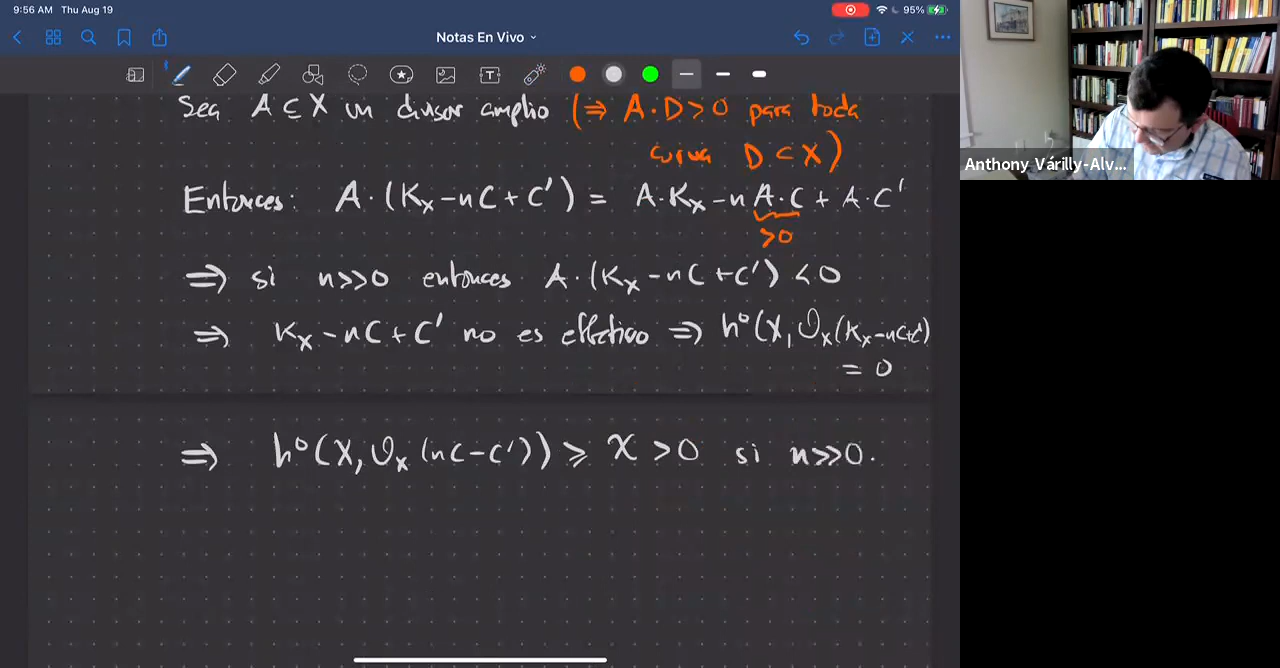 9:56 AM Thu Aug 19
95%
Notas En Vivo
Sea A ⊆ X un divisor amplio (⇒ A·D>0 para toda
curva D ⊂ X)
Entonces: A·(K_X - nC + C') = A·K_X - n A·C + A·C'
>0
⇒ si n>>0 entonces A·(K_X - nC + C') < 0
⇒ K_X - nC + C' no es effectivo ⇒ h⁰(X, O_X(K_X - nC + C')
= 0
⇒ h⁰(X, O_X(nC - C')) ≥ χ > 0 si n>>0.
Anthony Várilly-Alv...